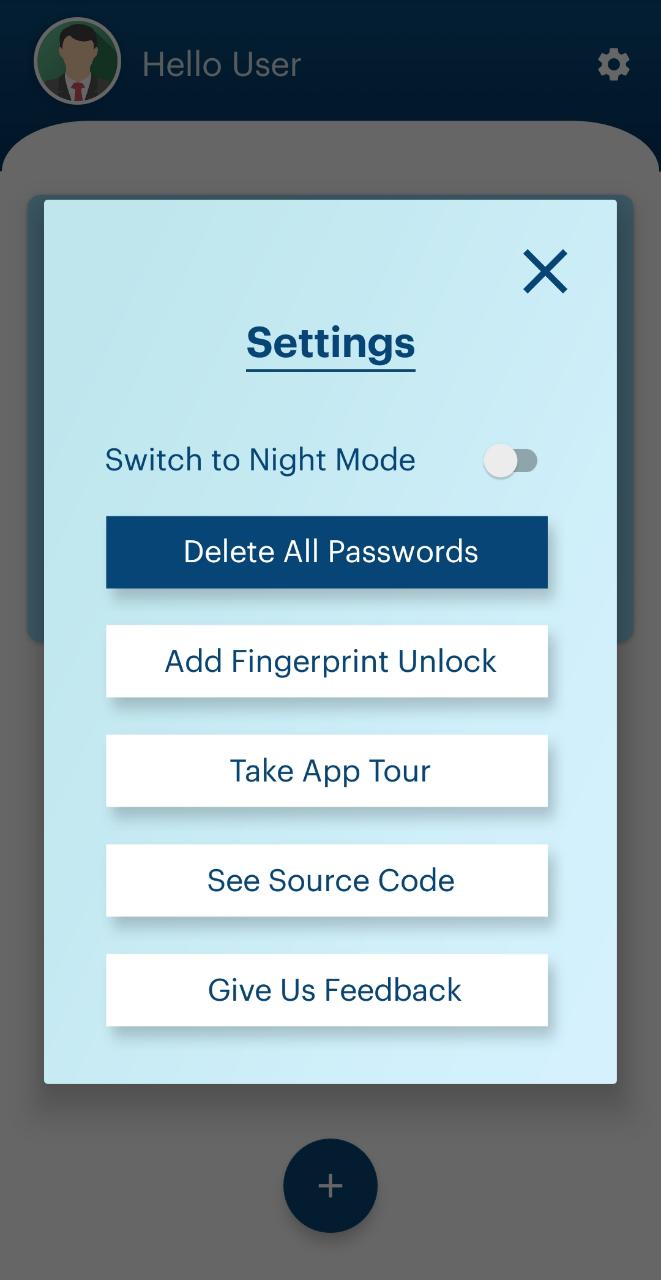 Hello User
Settings
Switch to Night Mode
Delete All Passwords
Add Fingerprint Unlock
Take App Tour
See Source Code
Give Us Feedback
+